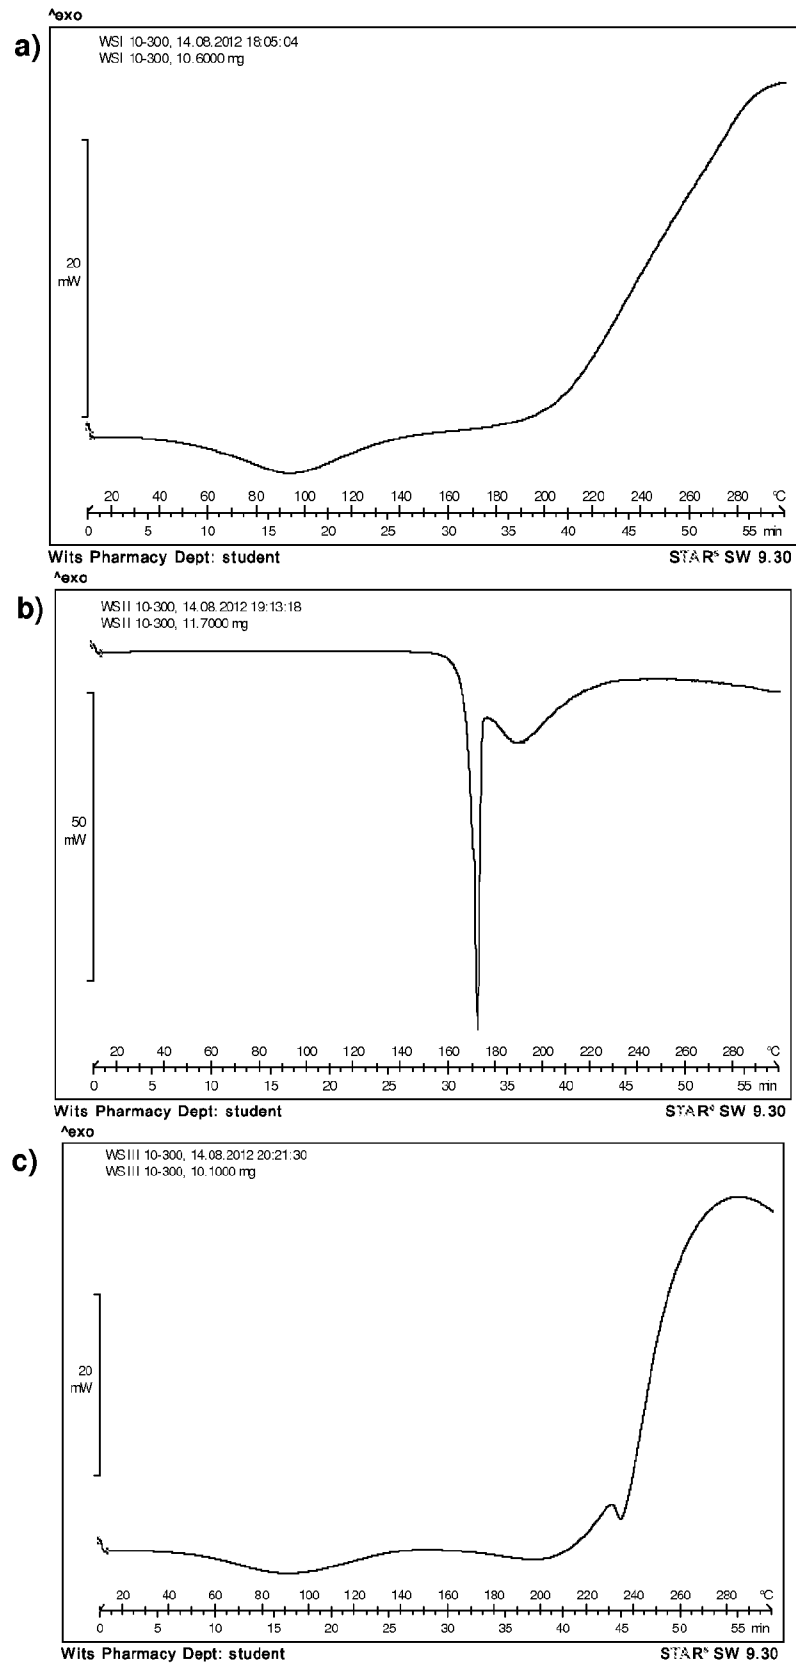 ^exo
a)
WSI 10-300, 14.08.2012 18:05:04
WSI 10-300, 10.6000 mg
20
mW
20 40 60 80 100 120 140 160 180 200 220 240 260 280 °C
0 5 10 15 20 25 30 35 40 45 50 55 min
Wits Pharmacy Dept: student STARᵉ SW 9.30
^exo
b)
WSII 10-300, 14.08.2012 19:13:18
WSII 10-300, 11.7000 mg
50
mW
20 40 60 80 100 120 140 160 180 200 220 240 260 280 °C
0 5 10 15 20 25 30 35 40 45 50 55 min
Wits Pharmacy Dept: student STARᵉ SW 9.30
^exo
c)
WSIII 10-300, 14.08.2012 20:21:30
WSIII 10-300, 10.1000 mg
20
mW
20 40 60 80 100 120 140 160 180 200 220 240 260 280 °C
0 5 10 15 20 25 30 35 40 45 50 55 min
Wits Pharmacy Dept: student STARᵉ SW 9.30